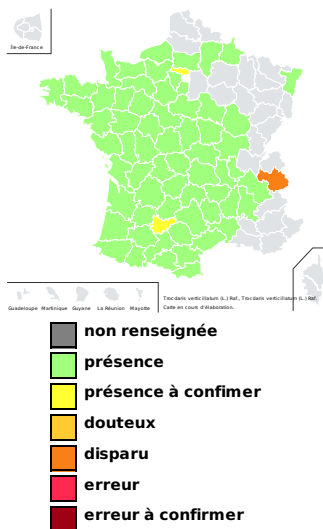 Île-de-France
Guadeloupe Martinique Guyane La Réunion Mayotte
Trocdaris verticillatum (L.) Raf., Trocdaris verticillatum (L.) Raf.
Carte en cours d'élaboration.
non renseignée
présence
présence à confimer
douteux
disparu
erreur
erreur à confirmer